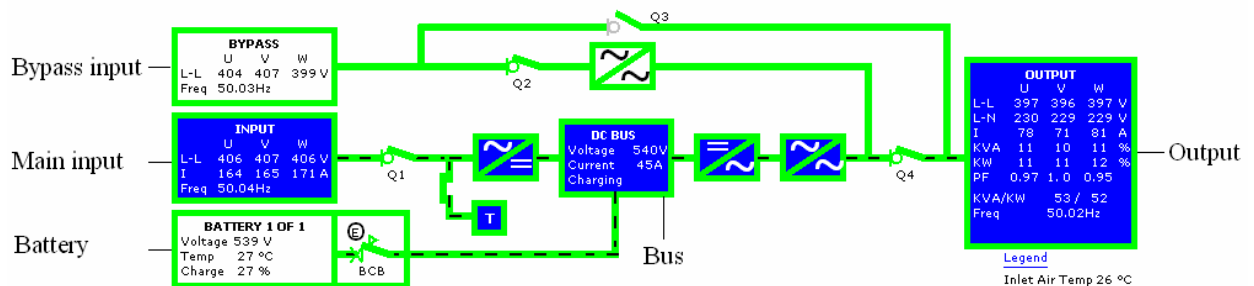 Bypass input
BYPASS
U V W
L-L 404 407 399 V
Freq 50.03Hz
Q3
Q2
Main input
INPUT
U V W
L-L 406 407 406 V
I 164 165 171 A
Freq 50.04Hz
Q1
T
DC BUS
Voltage 540V
Current 45A
Charging
Bus
Q4
Battery
BATTERY 1 OF 1
Voltage 539 V
Temp 27 ºC
Charge 27 %
E
BCB
OUTPUT
U V W
L-L 397 396 397 V
L-N 230 229 229 V
I 78 71 81 A
KVA 11 10 11 %
KW 11 11 12 %
PF 0.97 1.0 0.95
KVA/KW 53 / 52
Freq 50.02Hz
Output
Legend
Inlet Air Temp 26 ºC